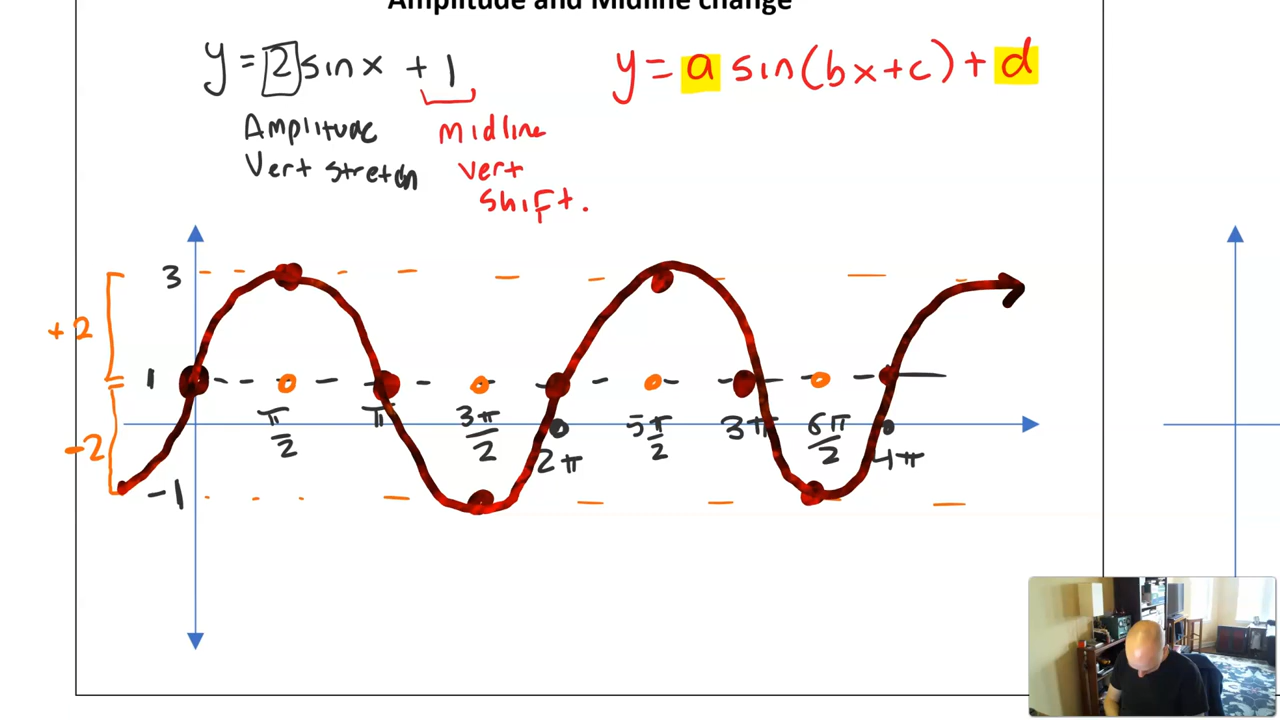 Amplitude and Midline change
y = 2 sin x + 1
y = a sin(bx+c) + d
Amplitude
Vert stretch
Midline
vert
shift.
3
+2
1
π/2
π
3π/2
2π
5π/2
3π
6π/2
4π
-2
-1